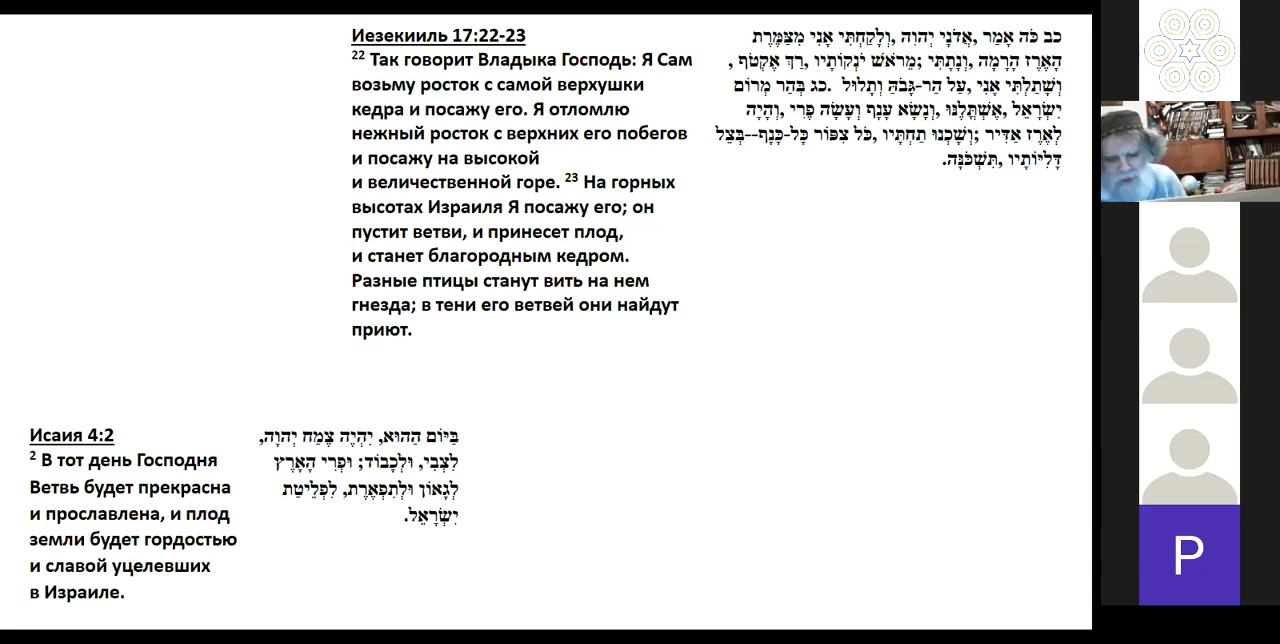 Иезекииль 17:22-23
22 Так говорит Владыка Господь: Я Сам
возьму росток с самой верхушки
кедра и посажу его. Я отломлю
нежный росток с верхних его побегов
и посажу на высокой
и величественной горе. 23 На горных
высотах Израиля Я посажу его; он
пустит ветви, и принесет плод,
и станет благородным кедром.
Разные птицы станут вить на нем
гнезда; в тени его ветвей они найдут
приют.
כב כֹּה אָמַר ,אֲדֹנָי יְהוִה ,וְלָקַחְתִּי אָנִי מִצַּמֶּרֶת
הָאֶרֶז הָרָמָה ,וְנָתָתִּי ;מֵרֹאשׁ יֹנְקוֹתָיו ,רַךְ אֶקְטֹף ,
וְשָׁתַלְתִּי אָנִי ,עַל הַר-גָּבֹהַּ וְתָלוּל .כג בְּהַר מְרוֹם
יִשְׂרָאֵל ,אֶשְׁתֳּלֶנּוּ ,וְנָשָׂא עָנָף וְעָשָׂה פֶרִי ,וְהָיָה
לְאֶרֶז אַדִּיר ;וְשָׁכְנוּ תַחְתָּיו ,כֹּל צִפּוֹר כָּל-כָּנָף--בְּצֵל
דָּלִיּוֹתָיו ,תִּשְׁכֹּנָּה.
Исаия 4:2
2 В тот день Господня
Ветвь будет прекрасна
и прославлена, и плод
земли будет гордостью
и славой уцелевших
в Израиле.
בַּיּוֹם הַהוּא, יִהְיֶה צֶמַח יְהוָה,
לִצְבִי, וּלְכָבוֹד; וּפְרִי הָאָרֶץ
לְגָאוֹן וּלְתִפְאֶרֶת, לִפְלֵיטַת
יִשְׂרָאֵל.
P